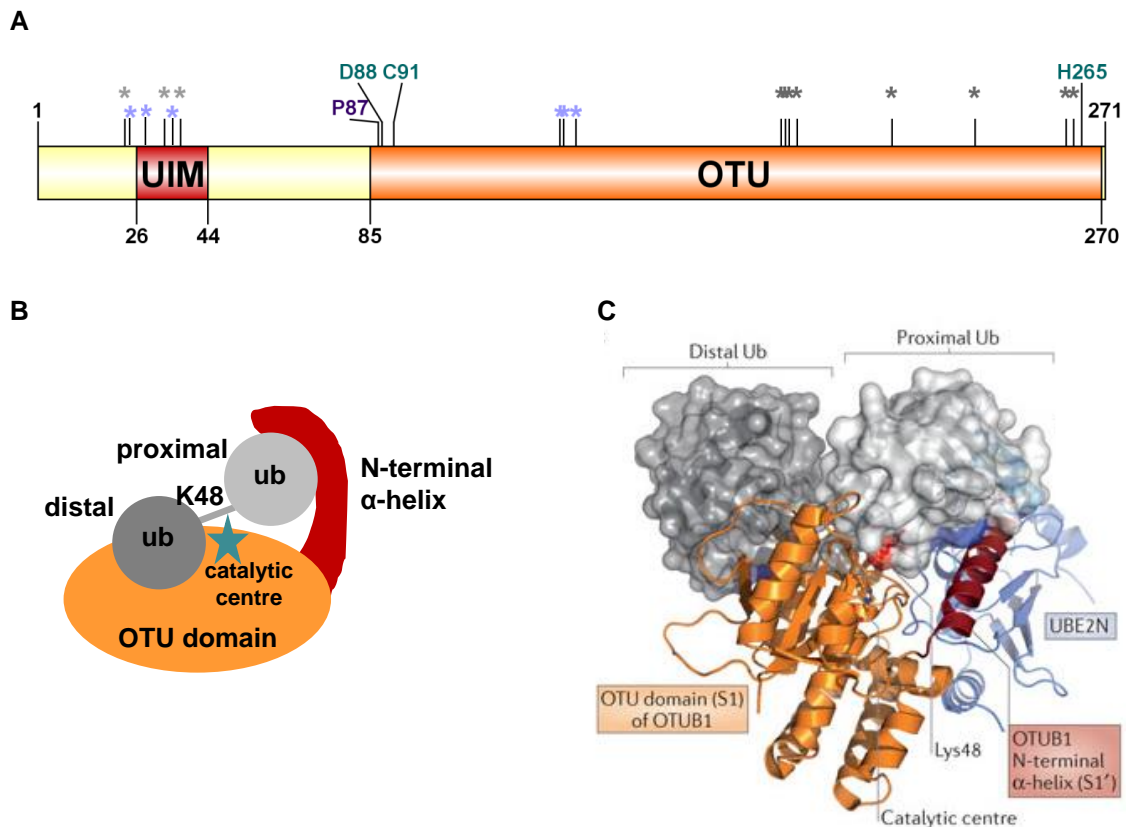 A
D88 C91
H265
* * *
* * *
** *
**** * * **
1
P87
271
UIM
OTU
26
44
85
270
B
C
proximal
ub
N-terminal
α-helix
K48
distal
ub
catalytic
centre
OTU domain
Distal Ub
Proximal Ub
UBE2N
OTU domain (S1)
of OTUB1
Lys48
OTUB1
N-terminal
α-helix (S1′)
Catalytic centre